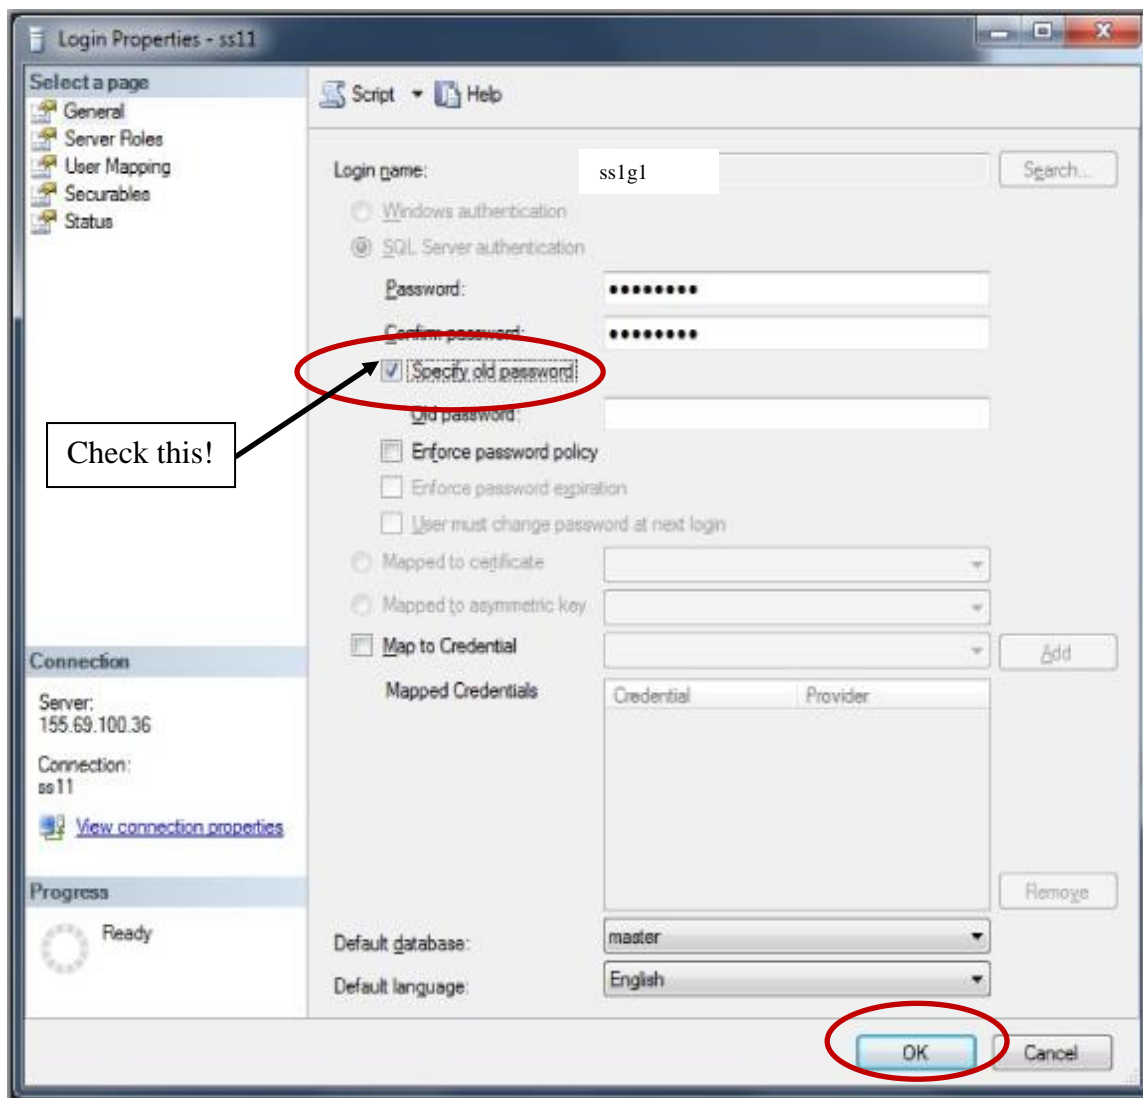 Login Properties - ss11
Select a page
General
Server Roles
User Mapping
Securables
Status
Script
Help
Login name:
ss1g1
Search...
Windows authentication
SQL Server authentication
Password:
●●●●●●●●
Confirm password:
●●●●●●●●
Specify old password
Old password:
Check this!
Enforce password policy
Enforce password expiration
User must change password at next login
Mapped to certificate
Mapped to asymmetric key
Map to Credential
Add
Mapped Credentials
Credential
Provider
Remove
Connection
Server:
155.69.100.36
Connection:
ss11
View connection properties
Progress
Ready
Default database:
master
Default language:
English
OK
Cancel